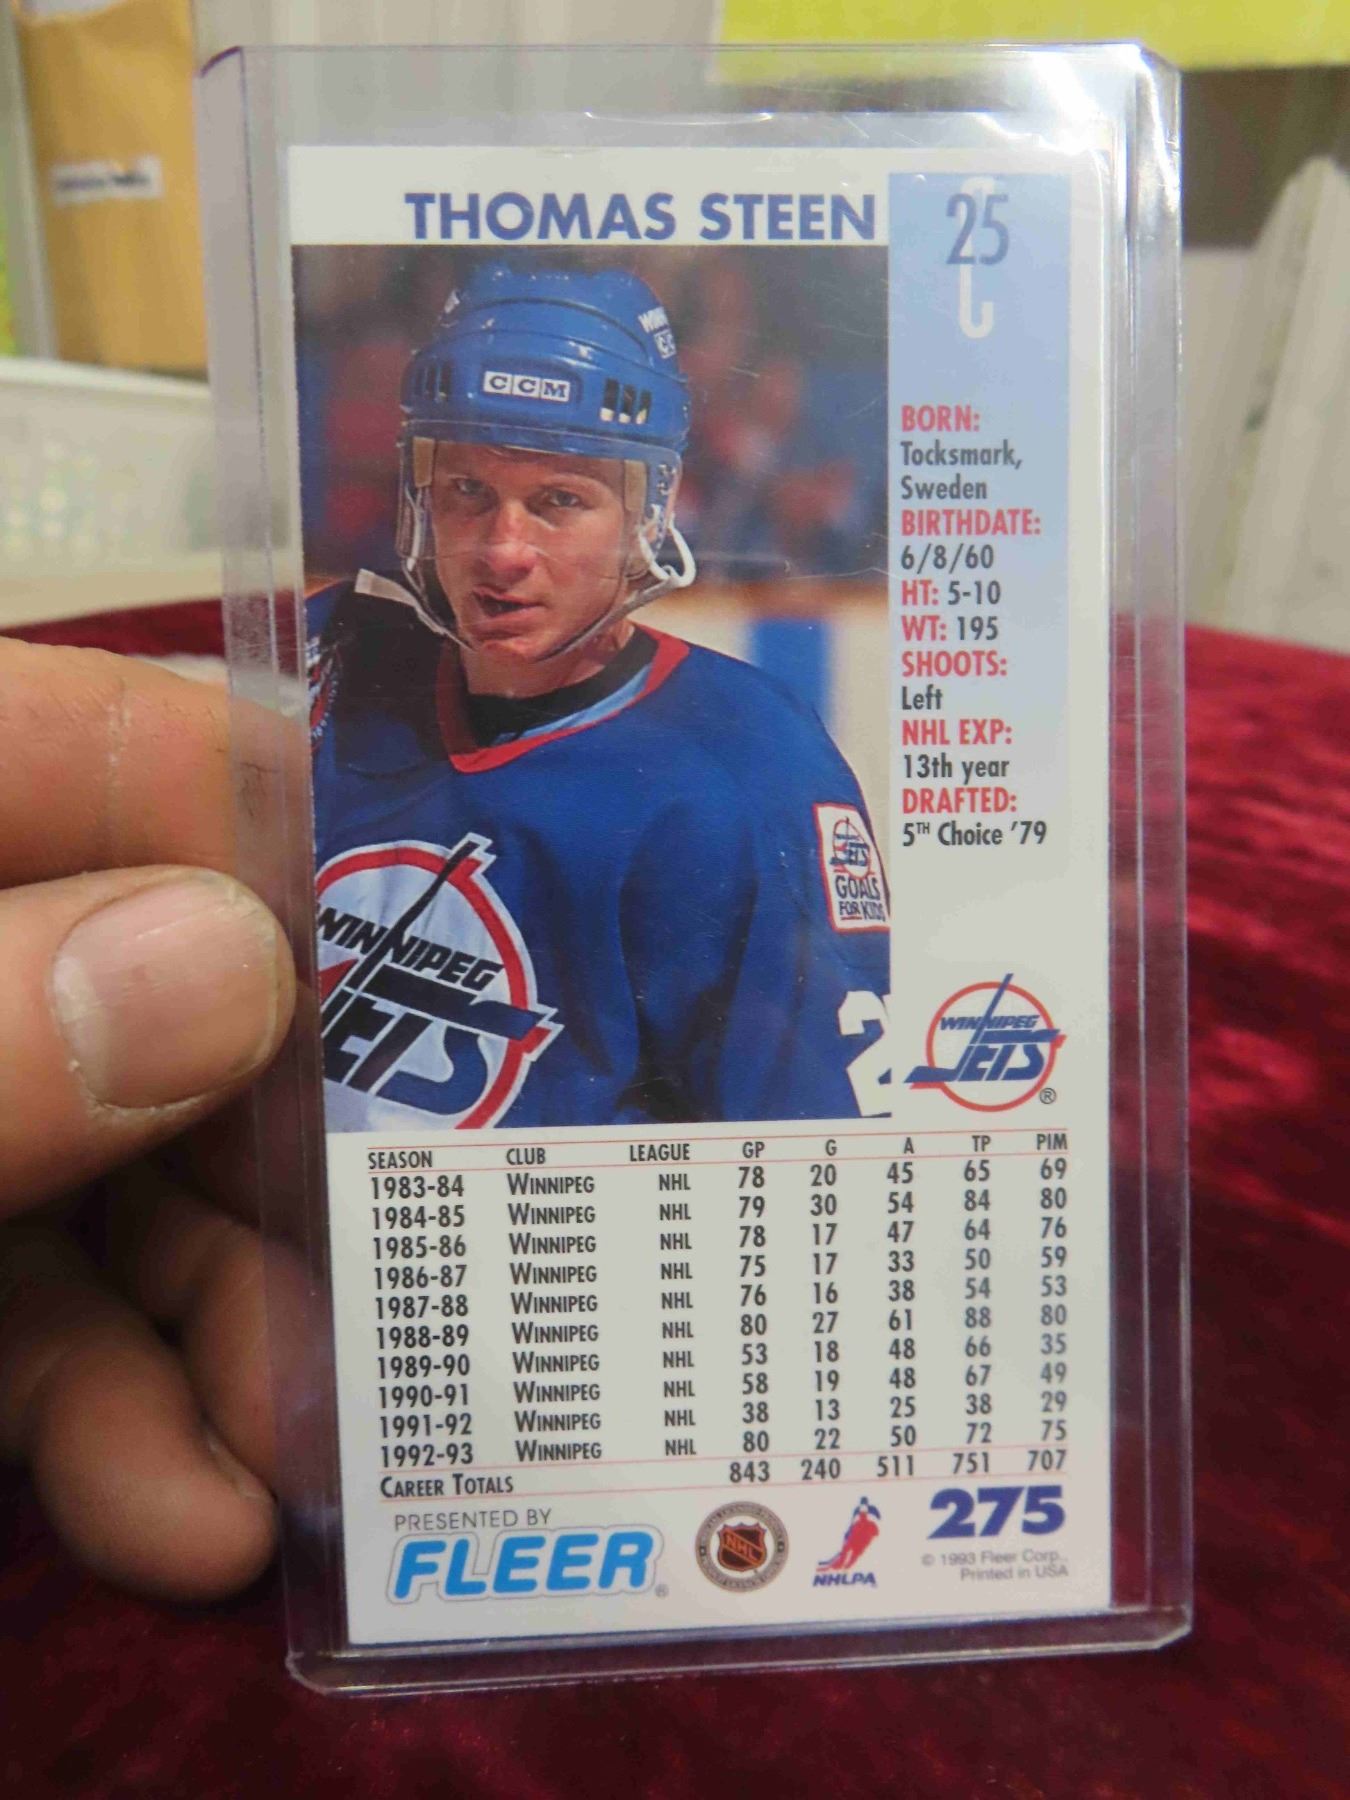 THOMAS STEEN
25
C
CCM
BORN:
Tocksmark,
Sweden
BIRTHDATE:
6/8/60
HT: 5-10
WT: 195
SHOOTS:
Left
NHL EXP:
13th year
DRAFTED:
5TH Choice '79
JETS
GOALS
FOR KIDS
WINNIPEG
JETS
2
WINNIPEG
JETS
®
SEASON CLUB LEAGUE GP G A TP PIM
1983-84 WINNIPEG NHL 78 20 45 65 69
1984-85 WINNIPEG NHL 79 30 54 84 80
1985-86 WINNIPEG NHL 78 17 47 64 76
1986-87 WINNIPEG NHL 75 17 33 50 59
1987-88 WINNIPEG NHL 76 16 38 54 53
1988-89 WINNIPEG NHL 80 27 61 88 80
1989-90 WINNIPEG NHL 53 18 48 66 35
1990-91 WINNIPEG NHL 58 19 48 67 49
1991-92 WINNIPEG NHL 38 13 25 38 29
1992-93 WINNIPEG NHL 80 22 50 72 75
CAREER TOTALS 843 240 511 751 707
PRESENTED BY
FLEER®
NHL
NHLPA
275
© 1993 Fleer Corp.,
Printed in USA